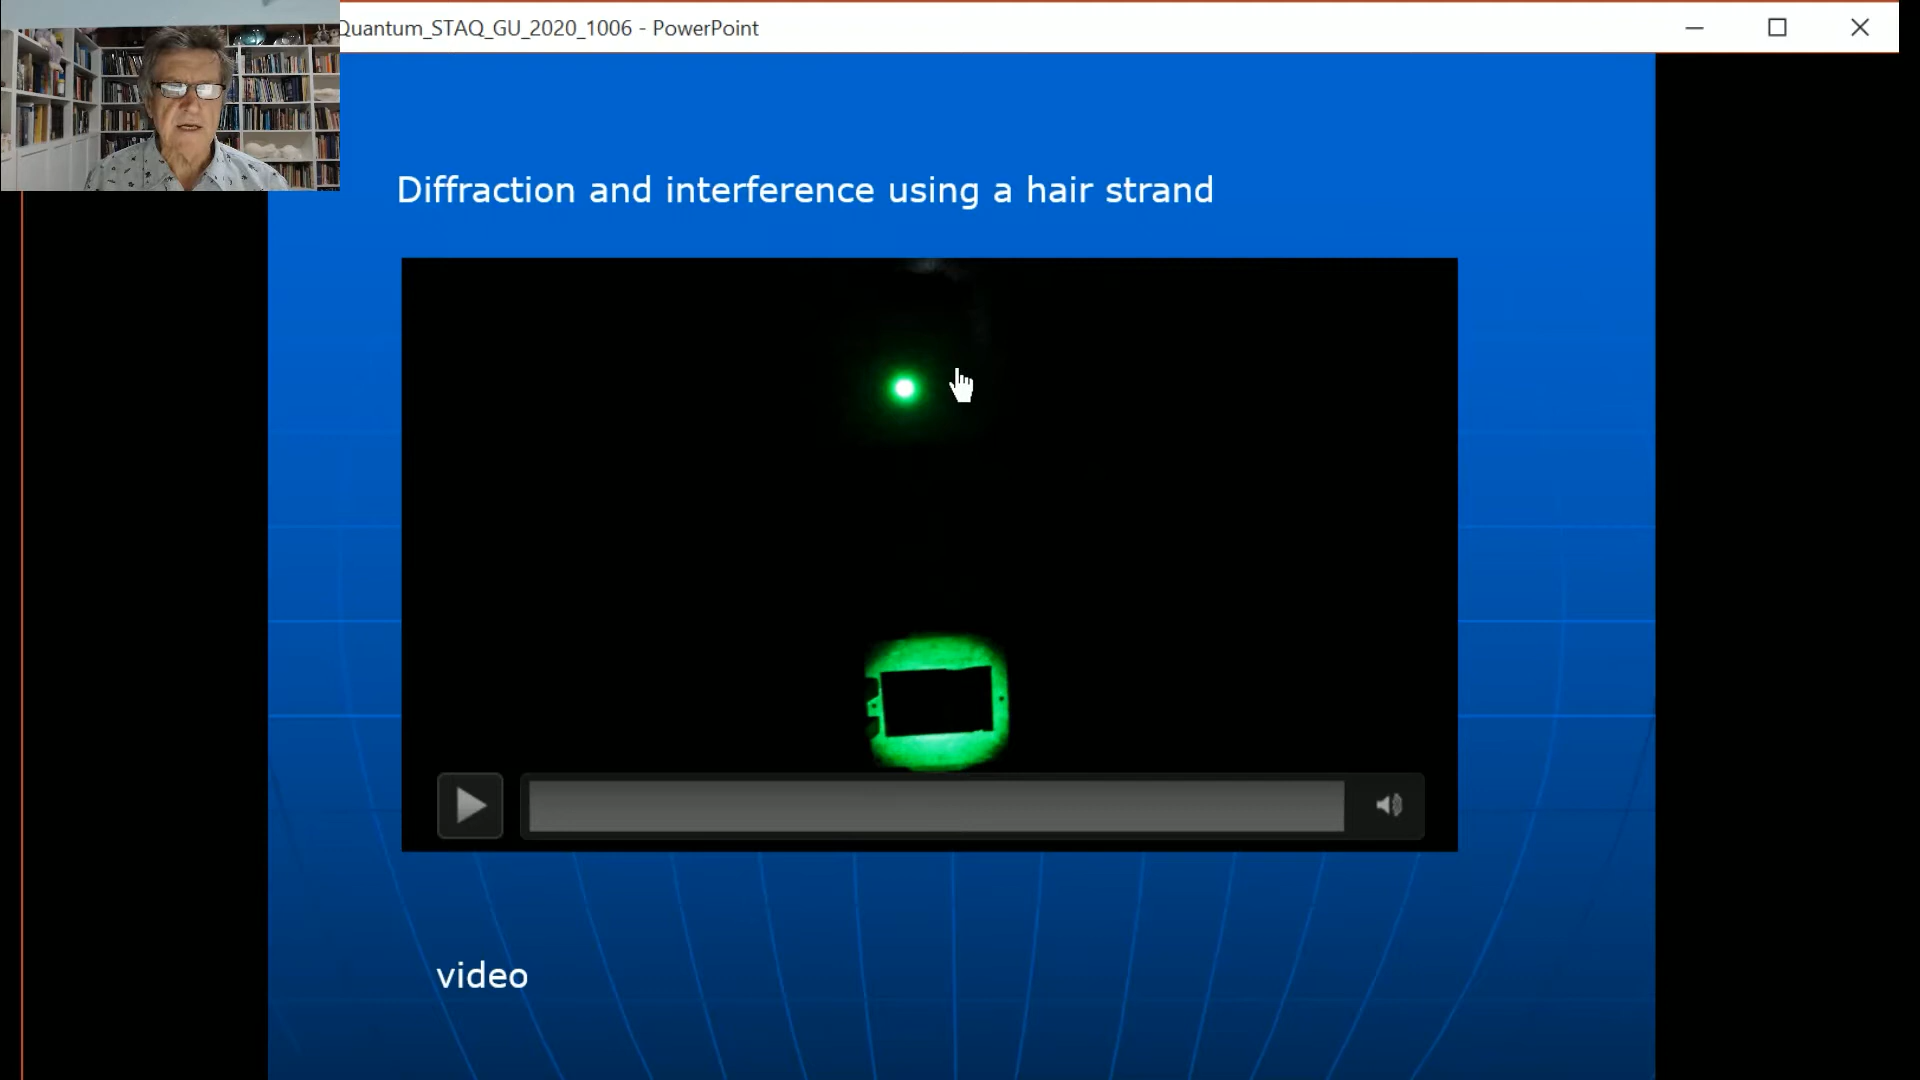 Quantum_STAQ_GU_2020_1006 - PowerPoint
Diffraction and interference using a hair strand
video